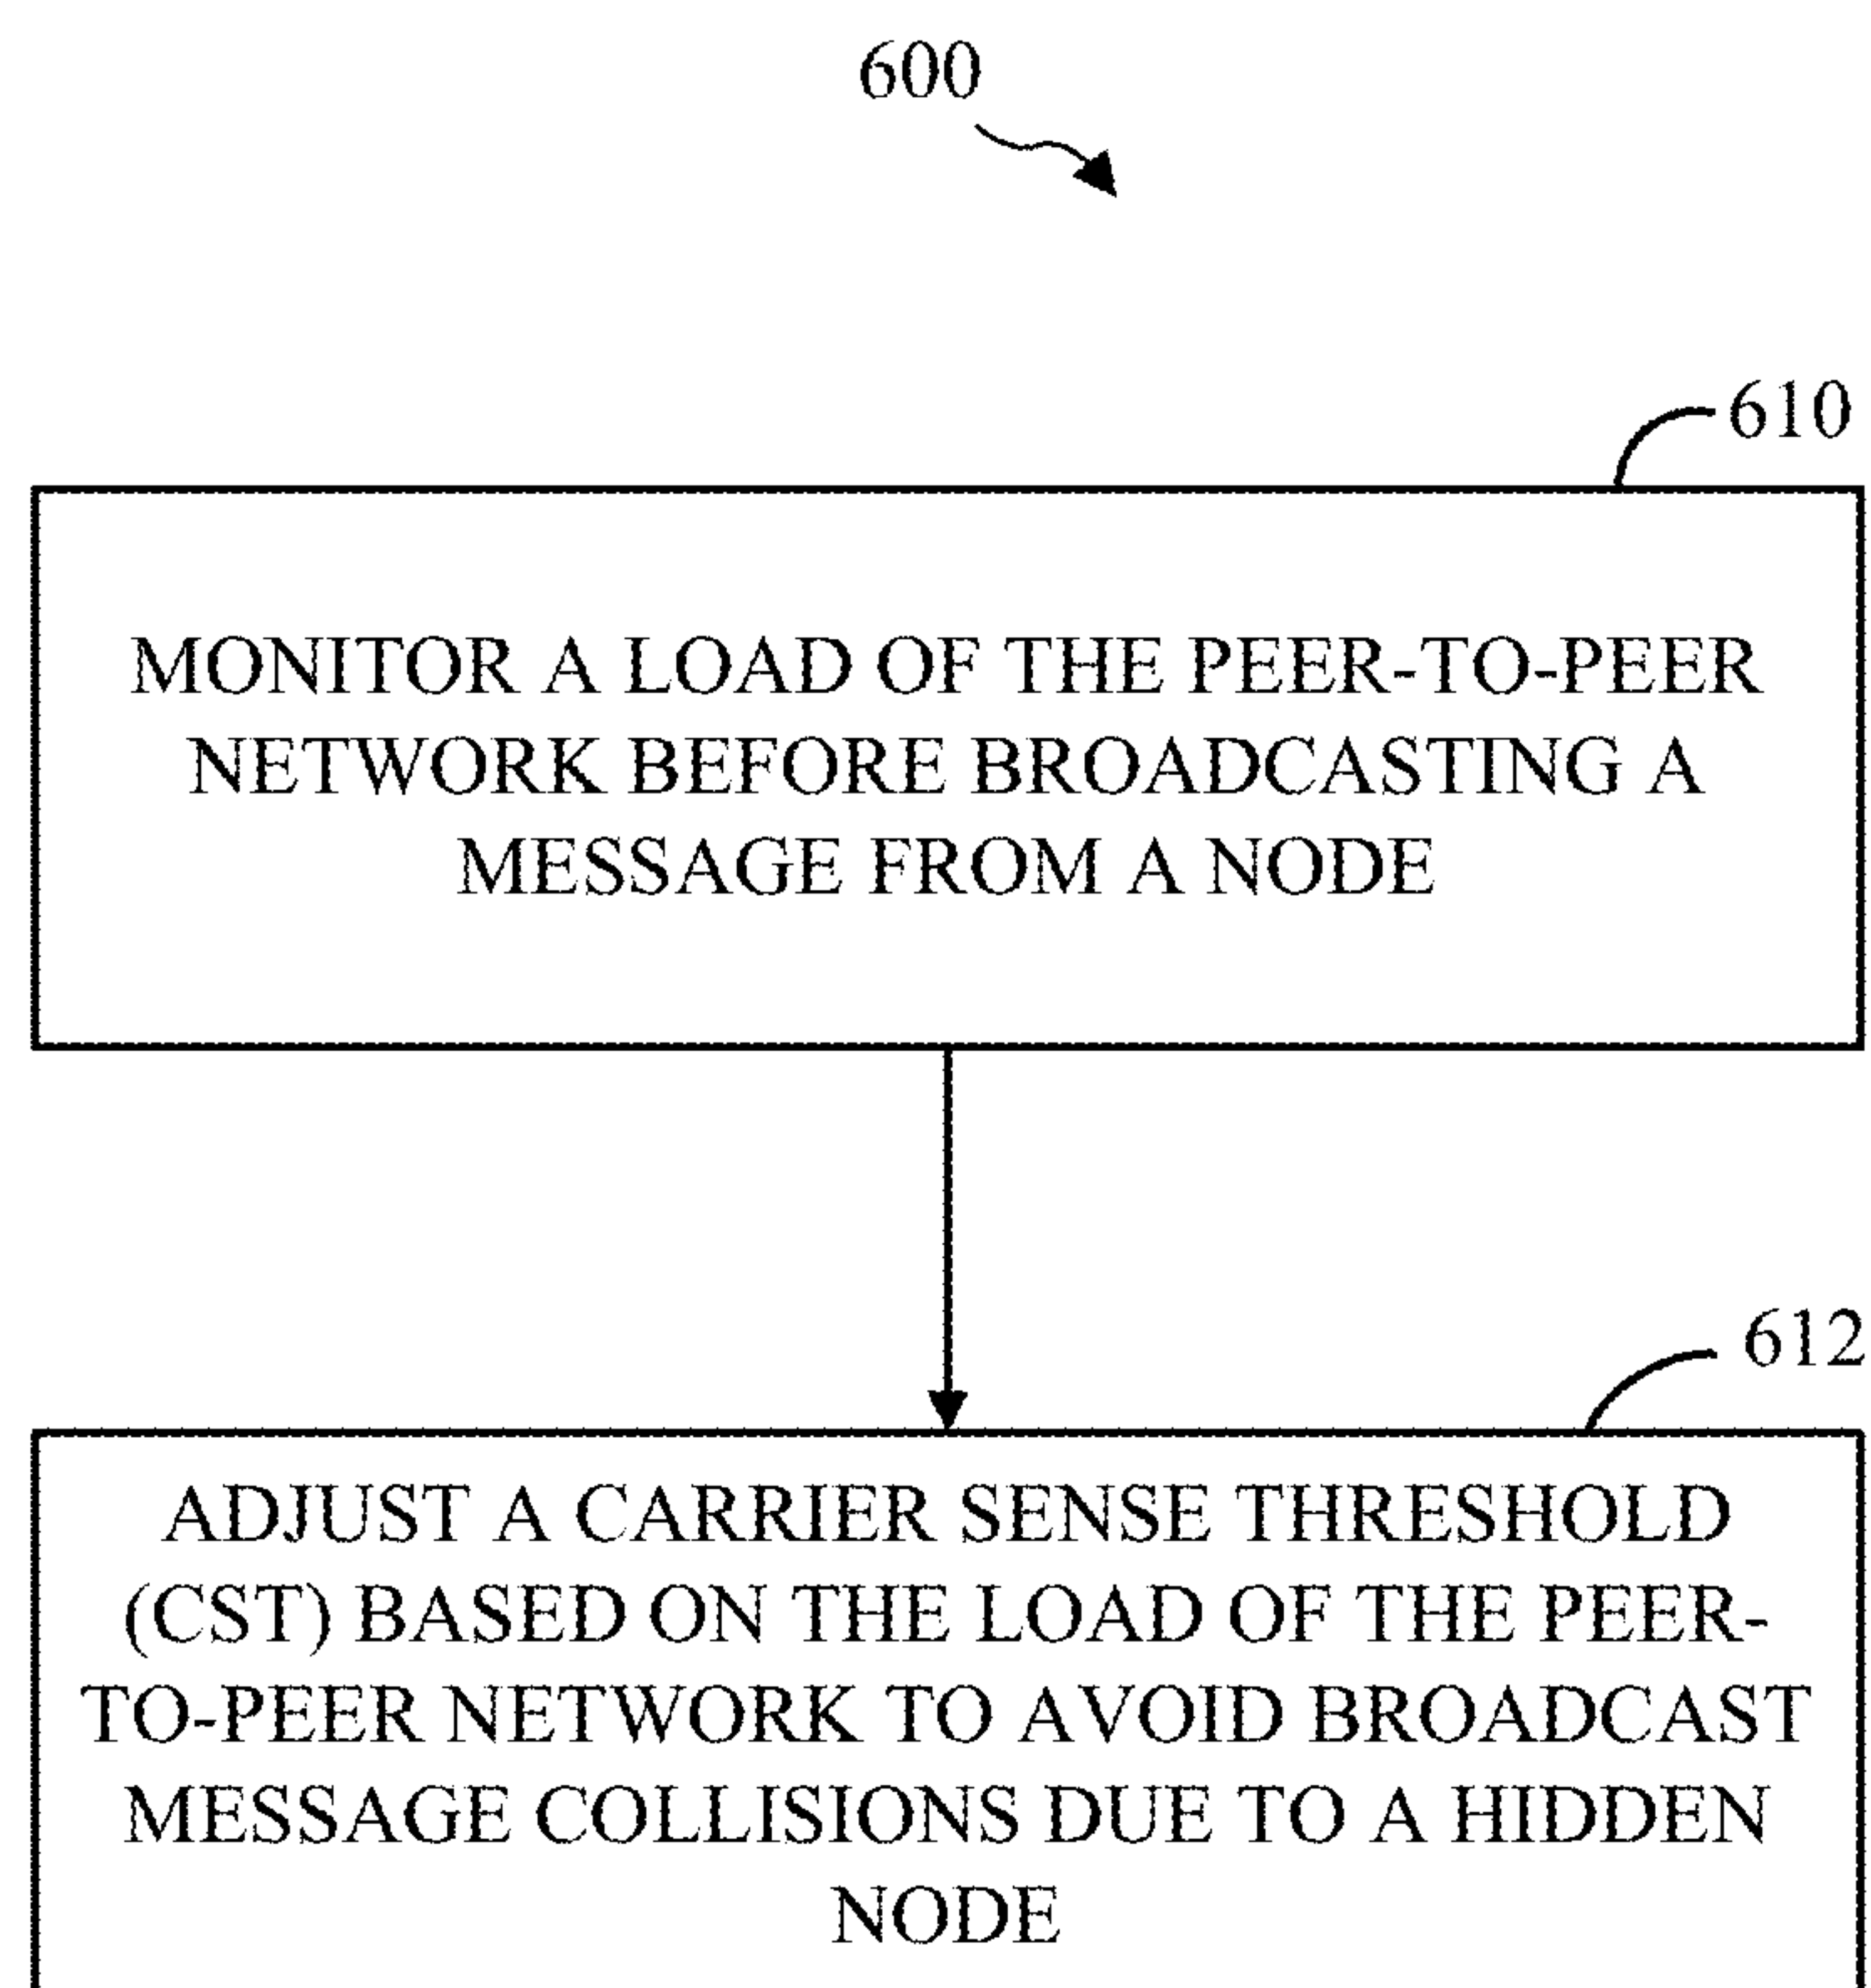 600
610
MONITOR A LOAD OF THE PEER-TO-PEER
NETWORK BEFORE BROADCASTING A
MESSAGE FROM A NODE
612
ADJUST A CARRIER SENSE THRESHOLD
(CST) BASED ON THE LOAD OF THE PEER-
TO-PEER NETWORK TO AVOID BROADCAST
MESSAGE COLLISIONS DUE TO A HIDDEN
NODE